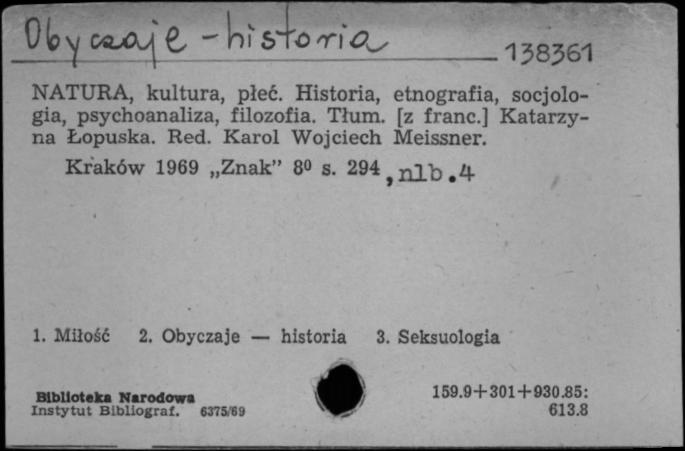 Obyczaje - historia
138361
NATURA, kultura, płeć. Historia, etnografia, socjolo-
gia, psychoanaliza, filozofia. Tłum. [z franc.] Katarzy-
na Łopuska. Red. Karol Wojciech Meissner.
Kraków 1969 „Znak” 8⁰ s. 294, nlb.4
1. Miłość 2. Obyczaje — historia 3. Seksuologia
Biblioteka Narodowa
Instytut Bibliograf. 6375/69
159.9+301+930.85:
613.8